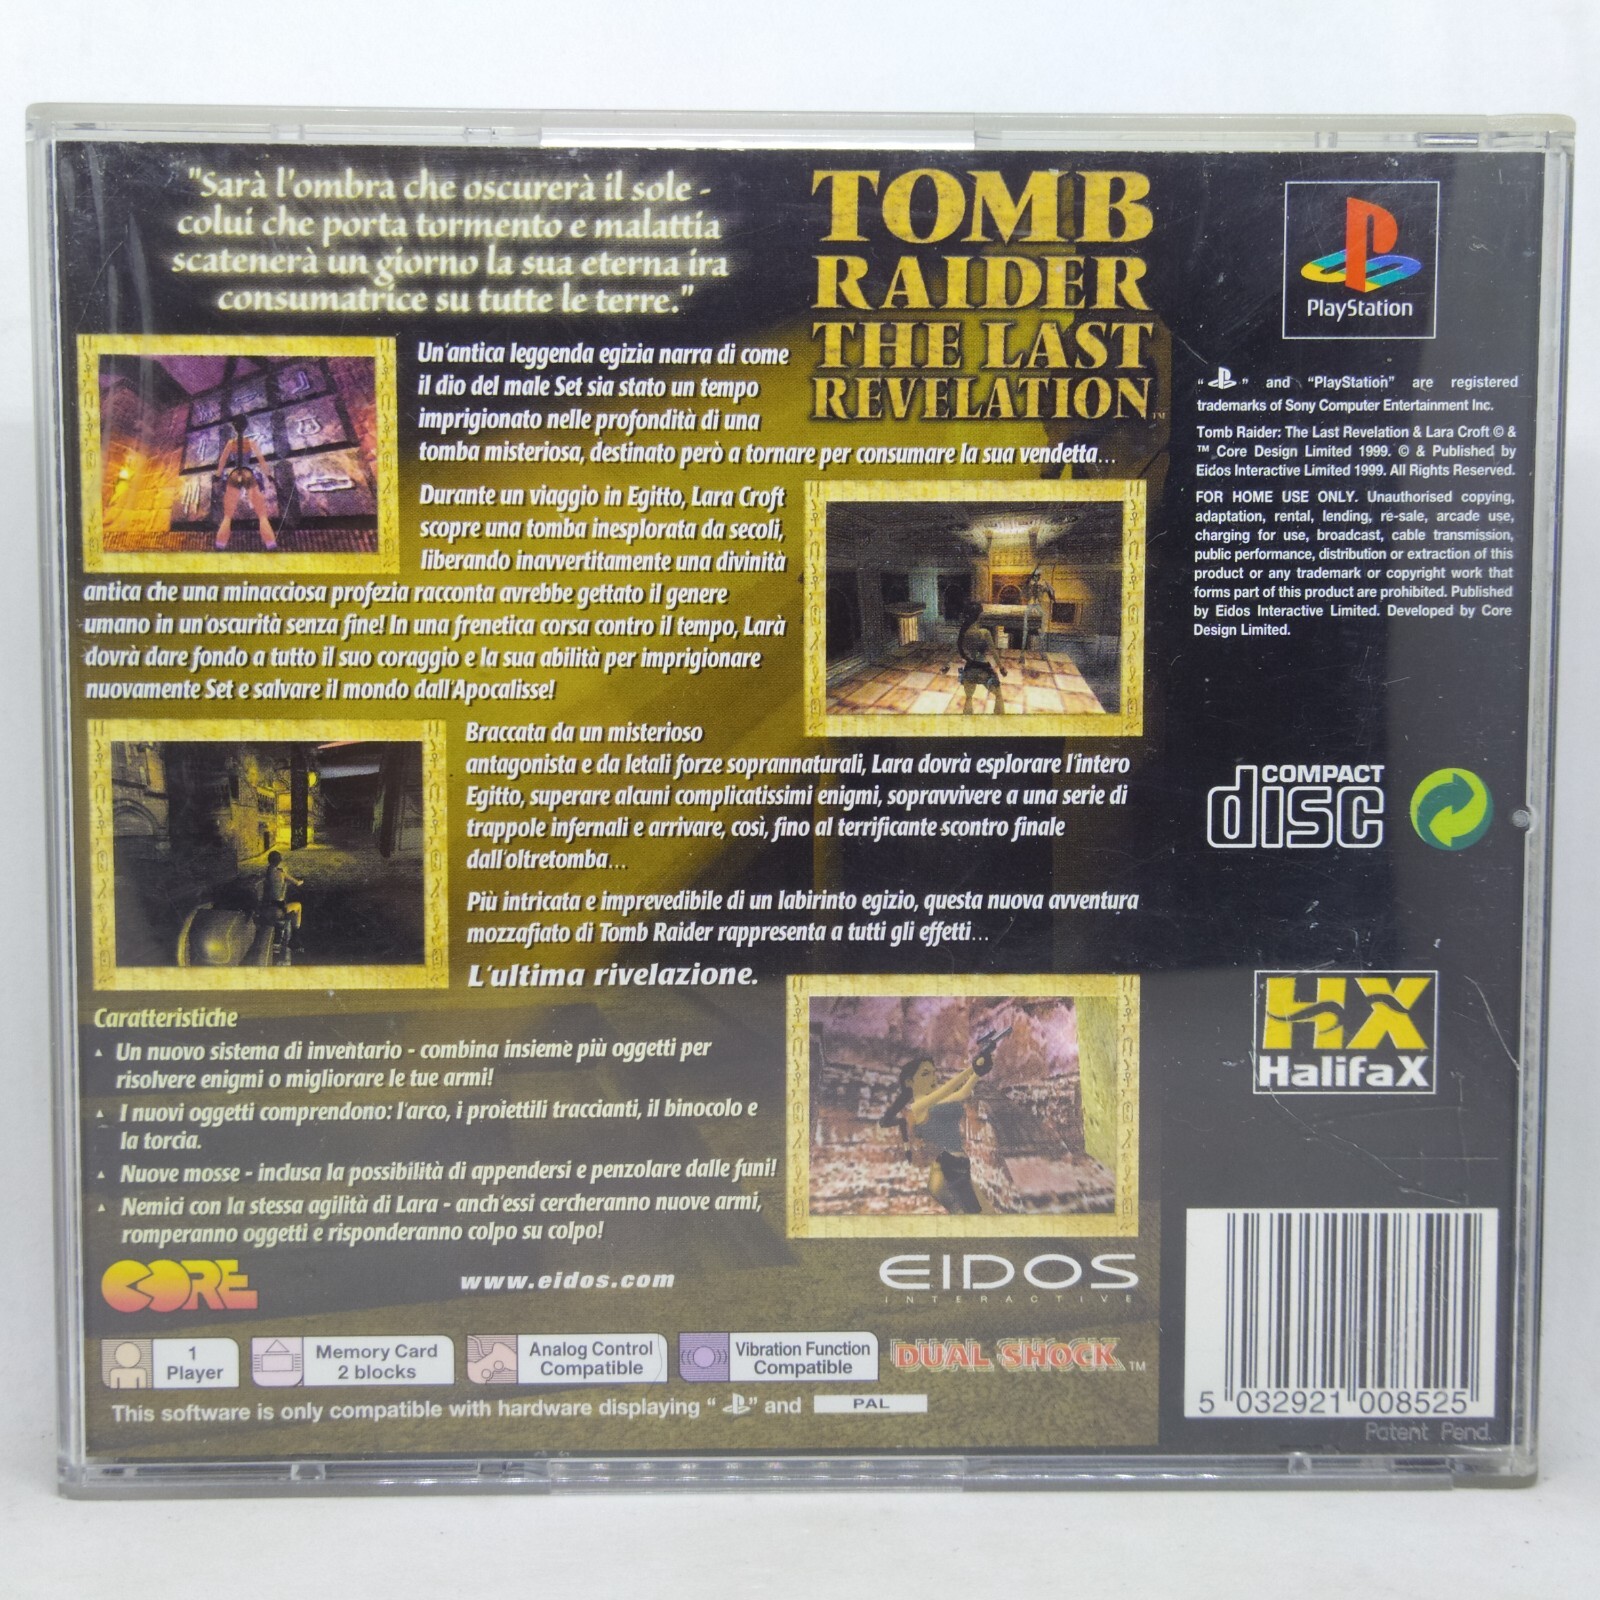 "Sarà l'ombra che oscurerà il sole -
colui che porta tormento e malattia
scatenerà un giorno la sua eterna ira
consumatrice su tutte le terre."
TOMB
RAIDER
THE LAST
REVELATION™
Un'antica leggenda egizia narra di come
il dio del male Set sia stato un tempo
imprigionato nelle profondità di una
tomba misteriosa, destinato però a tornare per consumare la sua vendetta...
Durante un viaggio in Egitto, Lara Croft
scopre una tomba inesplorata da secoli,
liberando inavvertitamente una divinità
antica che una minacciosa profezia racconta avrebbe gettato il genere
umano in un'oscurità senza fine! In una frenetica corsa contro il tempo, Larà
dovrà dare fondo a tutto il suo coraggio e la sua abilità per imprigionare
nuovamente Set e salvare il mondo dall'Apocalisse!
Braccata da un misterioso
antagonista e da letali forze soprannaturali, Lara dovrà esplorare l'intero
Egitto, superare alcuni complicatissimi enigmi, sopravvivere a una serie di
trappole infernali e arrivare, così, fino al terrificante scontro finale
dall'oltretomba...
Più intricata e imprevedibile di un labirinto egizio, questa nuova avventura
mozzafiato di Tomb Raider rappresenta a tutti gli effetti...
L'ultima rivelazione.
Caratteristiche
Un nuovo sistema di inventario - combina insieme più oggetti per
risolvere enigmi o migliorare le tue armi!
I nuovi oggetti comprendono: l'arco, i proiettili traccianti, il binocolo e
la torcia.
Nuove mosse - inclusa la possibilità di appendersi e penzolare dalle funi!
Nemici con la stessa agilità di Lara - anch'essi cercheranno nuove armi,
romperanno oggetti e risponderanno colpo su colpo!
CORE
www.eidos.com
EIDOS
INTERACTIVE
1
Player
Memory Card
2 blocks
Analog Control
Compatible
Vibration Function
Compatible
DUAL SHOCK™
This software is only compatible with hardware displaying " " and PAL
PlayStation
" " and "PlayStation" are registered
trademarks of Sony Computer Entertainment Inc.
Tomb Raider: The Last Revelation & Lara Croft © &
™ Core Design Limited 1999. © & Published by
Eidos Interactive Limited 1999. All Rights Reserved.
FOR HOME USE ONLY. Unauthorised copying,
adaptation, rental, lending, re-sale, arcade use,
charging for use, broadcast, cable transmission,
public performance, distribution or extraction of this
product or any trademark or copyright work that
forms part of this product are prohibited. Published
by Eidos Interactive Limited. Developed by Core
Design Limited.
COMPACT
disc
HX
HalifaX
5 032921 008525
Patent Pend.